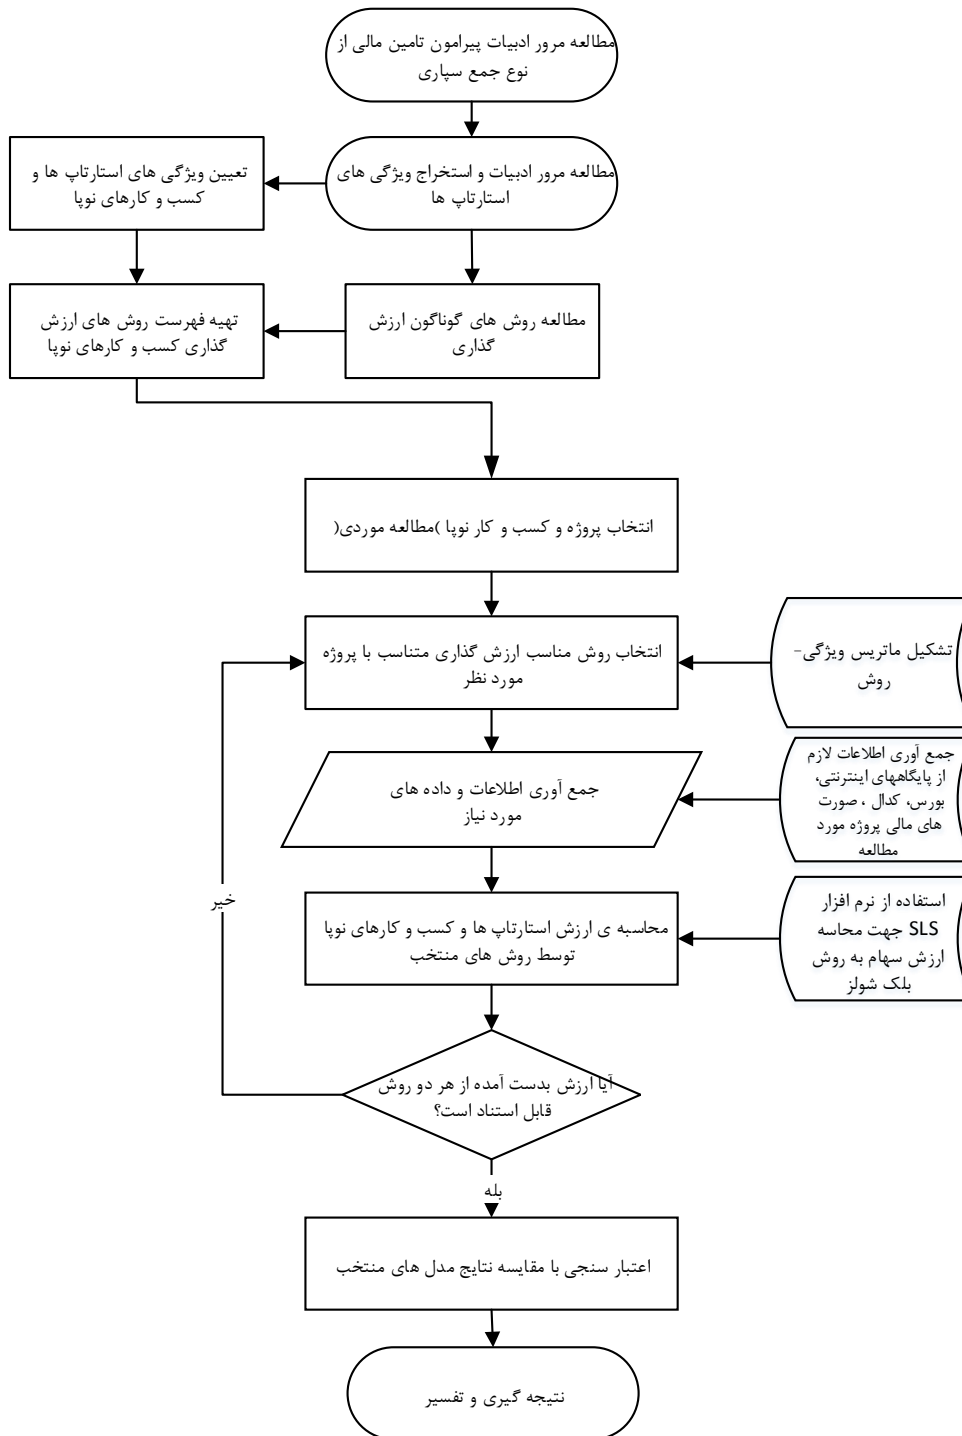 مطالعه مرور ادبیات پیرامون تامین مالی از
نوع جمع سپاری
مطالعه مرور ادبیات و استخراج ویژگی های
استارتاپ ها
تعیین ویژگی های استارتاپ ها و
کسب و کارهای نوپا
مطالعه روش های گوناگون ارزش
گذاری
تهیه فهرست روش های ارزش
گذاری کسب و کارهای نوپا
انتخاب پروژه و کسب و کار نوپا )مطالعه موردی(
انتخاب روش مناسب ارزش گذاری متناسب با پروژه
مورد نظر
تشکیل ماتریس ویژگی-
روش
جمع آوری اطلاعات و داده های
مورد نیاز
جمع آوری اطلاعات لازم
از پایگاههای اینترنتی،
بورس، کدال ، صورت
های مالی پروژه مورد
مطالعه
محاسبه ی ارزش استارتاپ ها و کسب و کارهای نوپا
توسط روش های منتخب
استفاده از نرم افزار
SLS جهت محاسه
ارزش سهام به روش
بلک شولز
خیر
آیا ارزش بدست آمده از هر دو روش
قابل استناد است؟
بله
اعتبار سنجی با مقایسه نتایج مدل های منتخب
نتیجه گیری و تفسیر